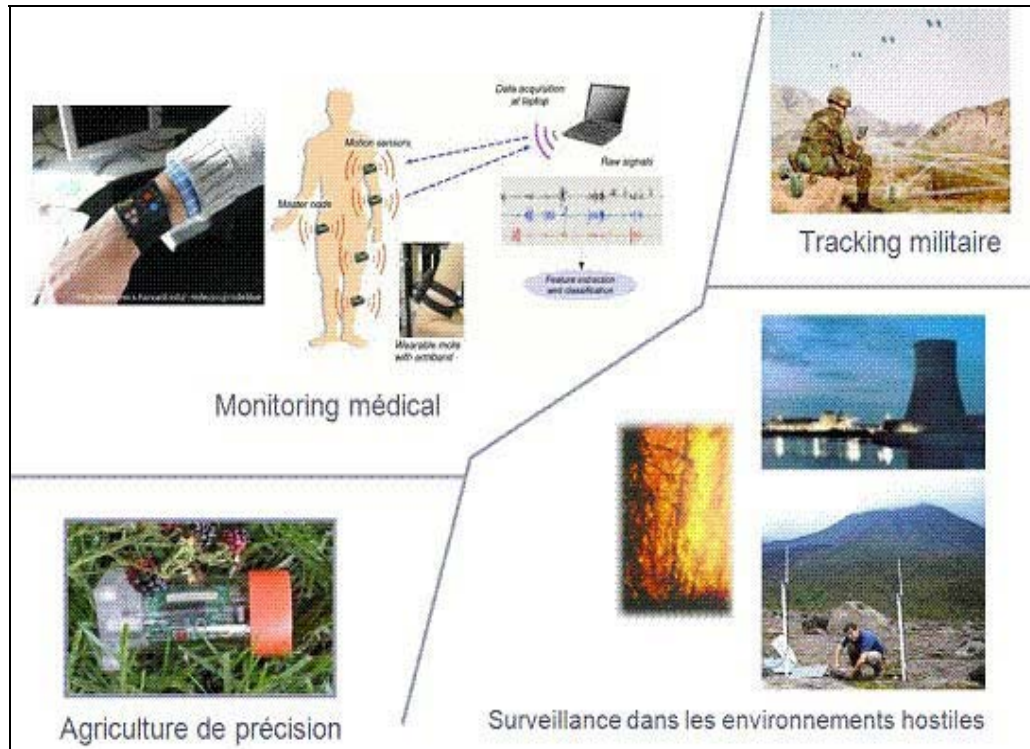 Data acquisition
at laptop
Motion sensors
Raw signals
Master node
Feature extraction
and classification
Wearable mote
with armband
Monitoring médical
Tracking militaire
Agriculture de précision
Surveillance dans les environnements hostiles